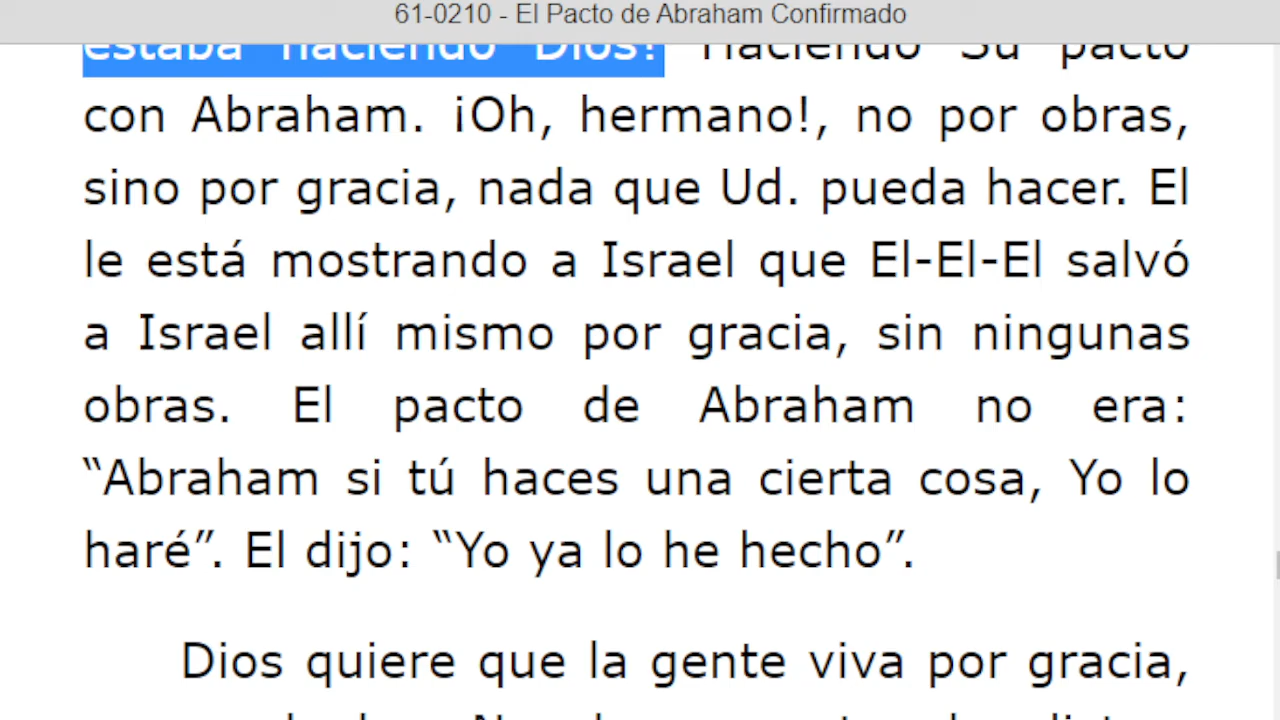 61-0210 - El Pacto de Abraham Confirmado
estaba haciendo Dios! Haciendo Su pacto
con Abraham. ¡Oh, hermano!, no por obras,
sino por gracia, nada que Ud. pueda hacer. El
le está mostrando a Israel que El-El-El salvó
a Israel allí mismo por gracia, sin ningunas
obras. El pacto de Abraham no era:
“Abraham si tú haces una cierta cosa, Yo lo
haré”. El dijo: “Yo ya lo he hecho”.
Dios quiere que la gente viva por gracia,